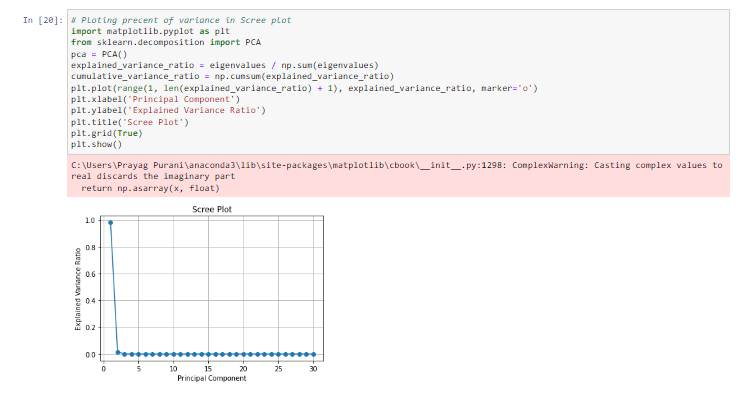 In [20]: # Ploting precent of variance in Scree plot
import matplotlib.pyplot as plt
from sklearn.decomposition import PCA
pca = PCA()
explained_variance_ratio = eigenvalues / np.sum(eigenvalues)
cumulative_variance_ratio = np.cumsum(explained_variance_ratio)
plt.plot(range(1, len(explained_variance_ratio) + 1), explained_variance_ratio, marker='o')
plt.xlabel('Principal Component')
plt.ylabel('Explained Variance Ratio')
plt.title('Scree Plot')
plt.grid(True)
plt.show()
C:\Users\Prayag Purani\anaconda3\lib\site-packages\matplotlib\cbook\__init__.py:1298: ComplexWarning: Casting complex values to
real discards the imaginary part
return np.asarray(x, float)
Scree Plot
1.0
0.8
0.6
0.4
0.2
0.0
Explained Variance Ratio
0 5 10 15 20 25 30
Principal Component